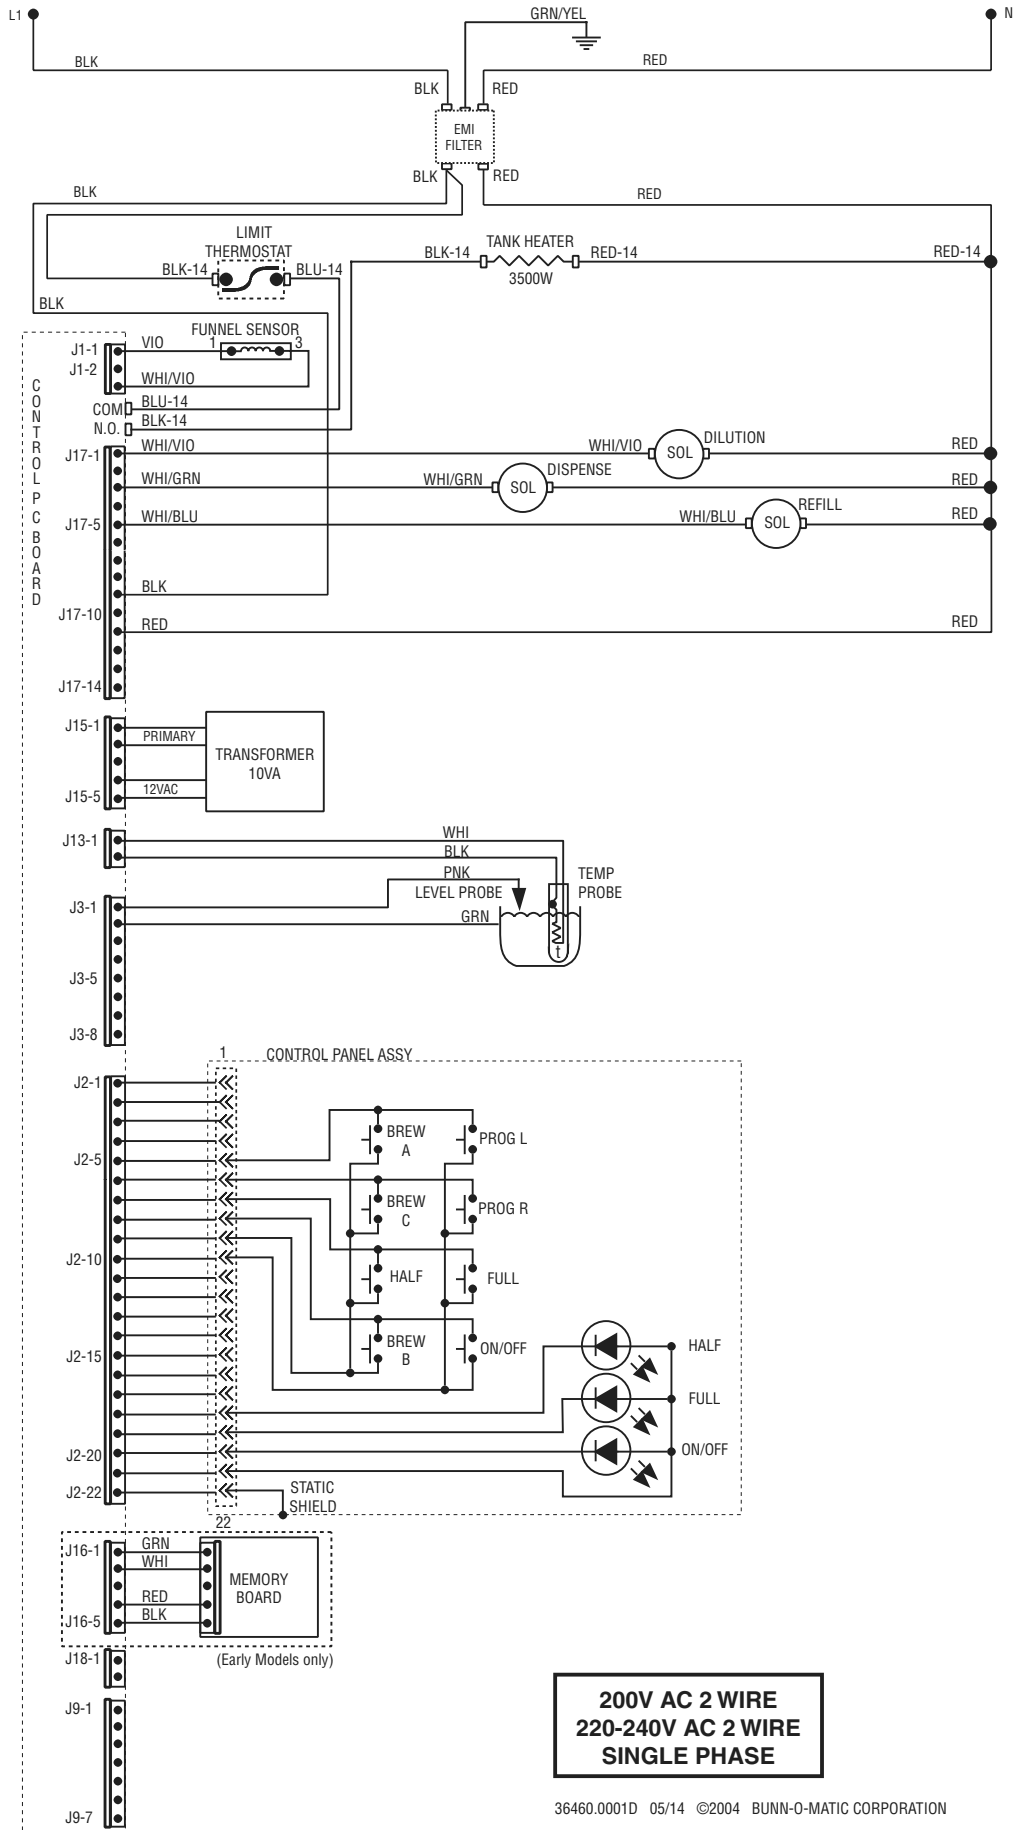 L1
GRN/YEL
N
BLK
RED
BLK
RED
EMI
FILTER
BLK
RED
BLK
RED
LIMIT
THERMOSTAT
BLK-14
BLU-14
BLK-14
TANK HEATER
3500W
RED-14
RED-14
BLK
FUNNEL SENSOR
1
3
CONTROL PC BOARD
J1-1
VIO
J1-2
WHI/VIO
COM
BLU-14
N.O.
BLK-14
J17-1
WHI/VIO
WHI/VIO
SOL
DILUTION
RED
WHI/GRN
WHI/GRN
SOL
DISPENSE
RED
J17-5
WHI/BLU
WHI/BLU
SOL
REFILL
RED
BLK
J17-10
RED
RED
J17-14
J15-1
PRIMARY
TRANSFORMER
10VA
J15-5
12VAC
J13-1
WHI
BLK
PNK
LEVEL PROBE
TEMP
PROBE
J3-1
GRN
t
J3-5
J3-8
1
CONTROL PANEL ASSY
J2-1
BREW
A
PROG L
J2-5
BREW
C
PROG R
J2-10
HALF
FULL
BREW
B
ON/OFF
J2-15
HALF
FULL
ON/OFF
J2-20
J2-22
STATIC
SHIELD
22
J16-1
GRN
WHI
MEMORY
BOARD
RED
J16-5
BLK
J18-1
(Early Models only)
J9-1
J9-7
200V AC 2 WIRE
220-240V AC 2 WIRE
SINGLE PHASE
36460.0001D 05/14 ©2004 BUNN-O-MATIC CORPORATION